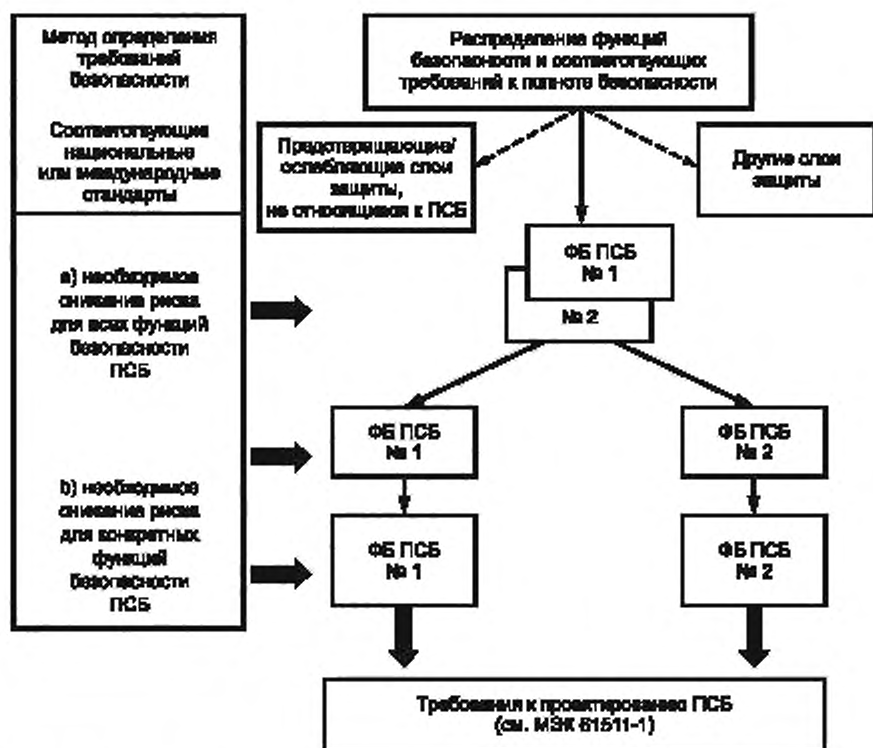 Метод определения
требований
безопасности
Соответствующие
национальные
или международные
стандарты
а) необходимое
снижение риска
для всех функций
безопасности
ПСБ
b) необходимое
снижение риска
для конкретных
функций
безопасности
ПСБ
Распределение функций
безопасности и соответствующих
требований к полноте безопасности
Предотвращающие/
ослабляющие слои
защиты,
не относящиеся к ПСБ
Другие слои
защиты
ФБ ПСБ
№ 1
№ 2
ФБ ПСБ
№ 1
ФБ ПСБ
№ 2
ФБ ПСБ
№ 1
ФБ ПСБ
№ 2
Требования к проектированию ПСБ
(см. МЭК 61511-1)